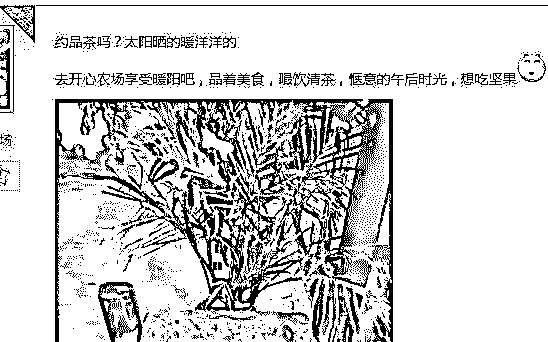 约品茶吗？太阳晒的暖洋洋的
去开心农场享受暖阳吧，品着美食，喝饮清茶，惬意的午后时光，想吃坚果
场